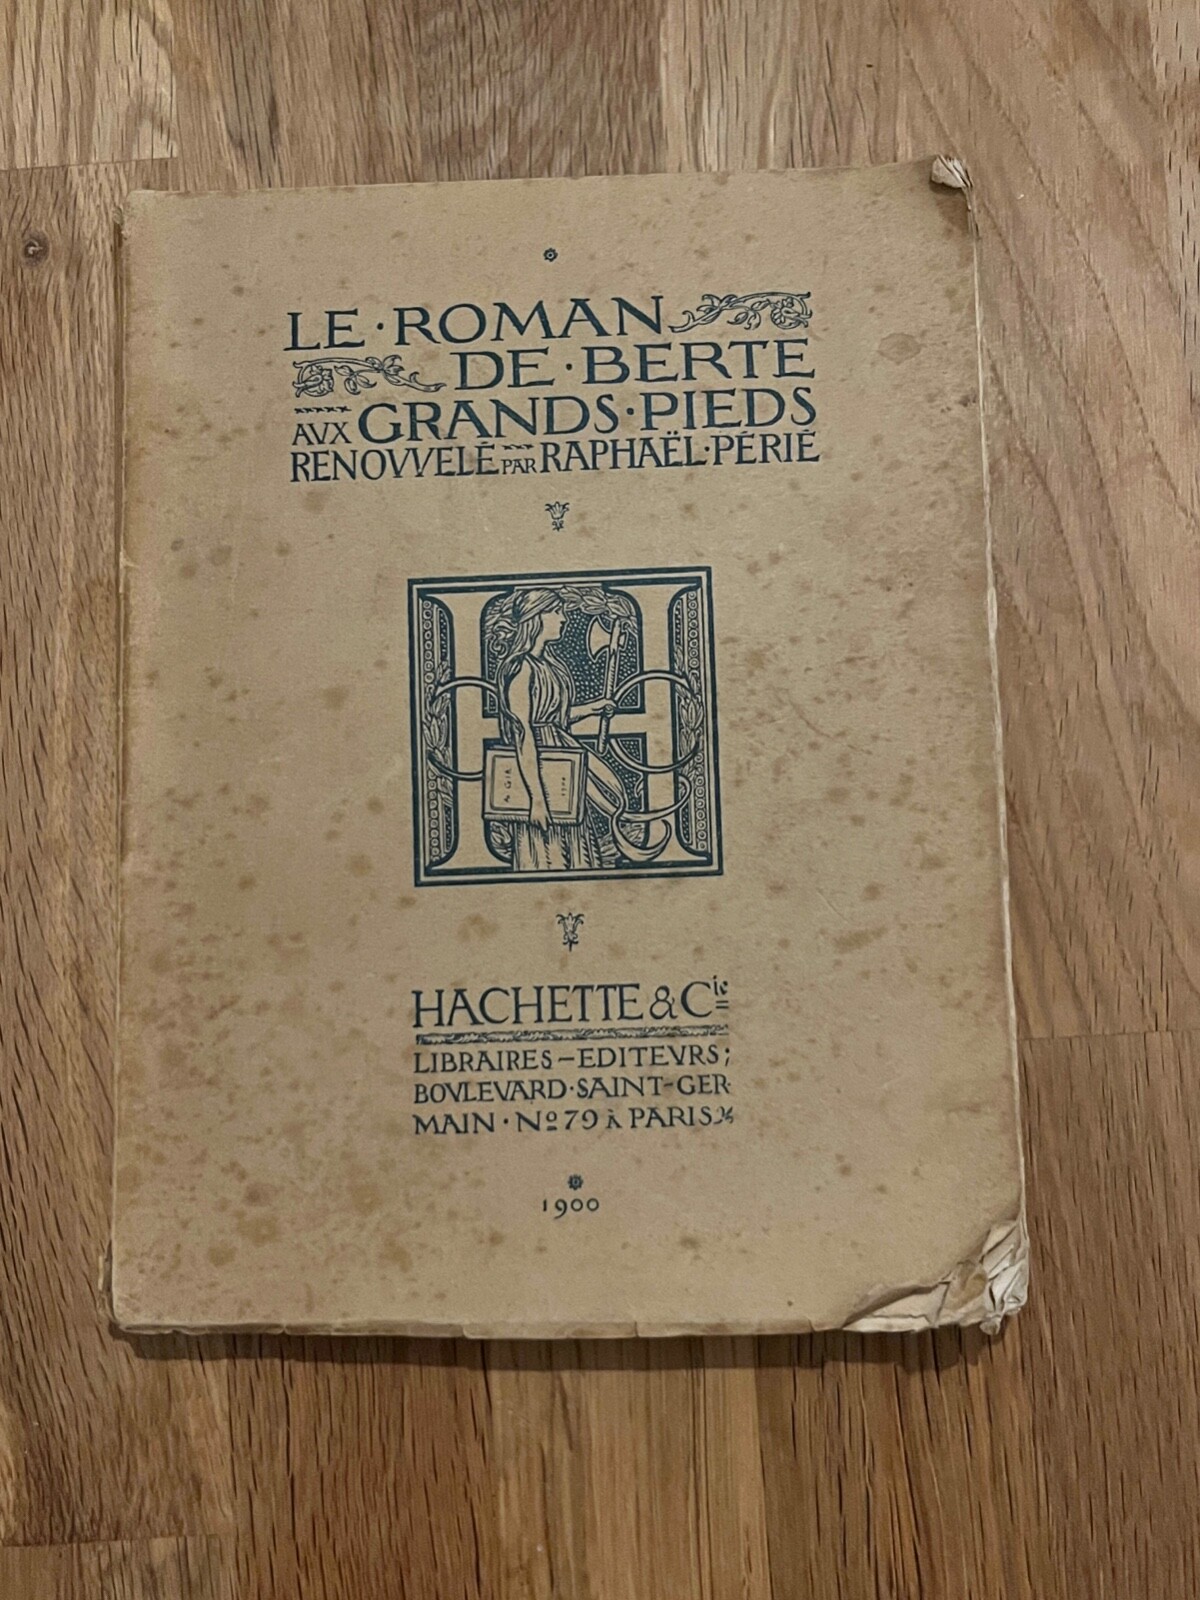 LE·ROMAN
DE·BERTE
AVX GRANDS·PIEDS
RENOVVELÉ PAR RAPHAËL·PÉRIÉ
HACHETTE & Cie
LIBRAIRES–EDITEVRS;
BOVLEVARD·SAINT-GER
MAIN·Nº 79 À PARIS
1900